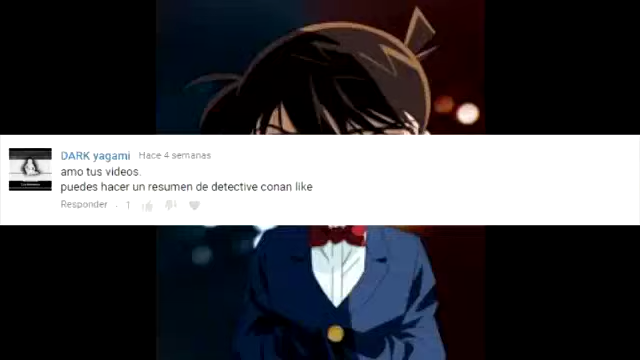 DARK yagami Hace 4 semanas
amo tus videos.
puedes hacer un resumen de detective conan like
Responder · 1